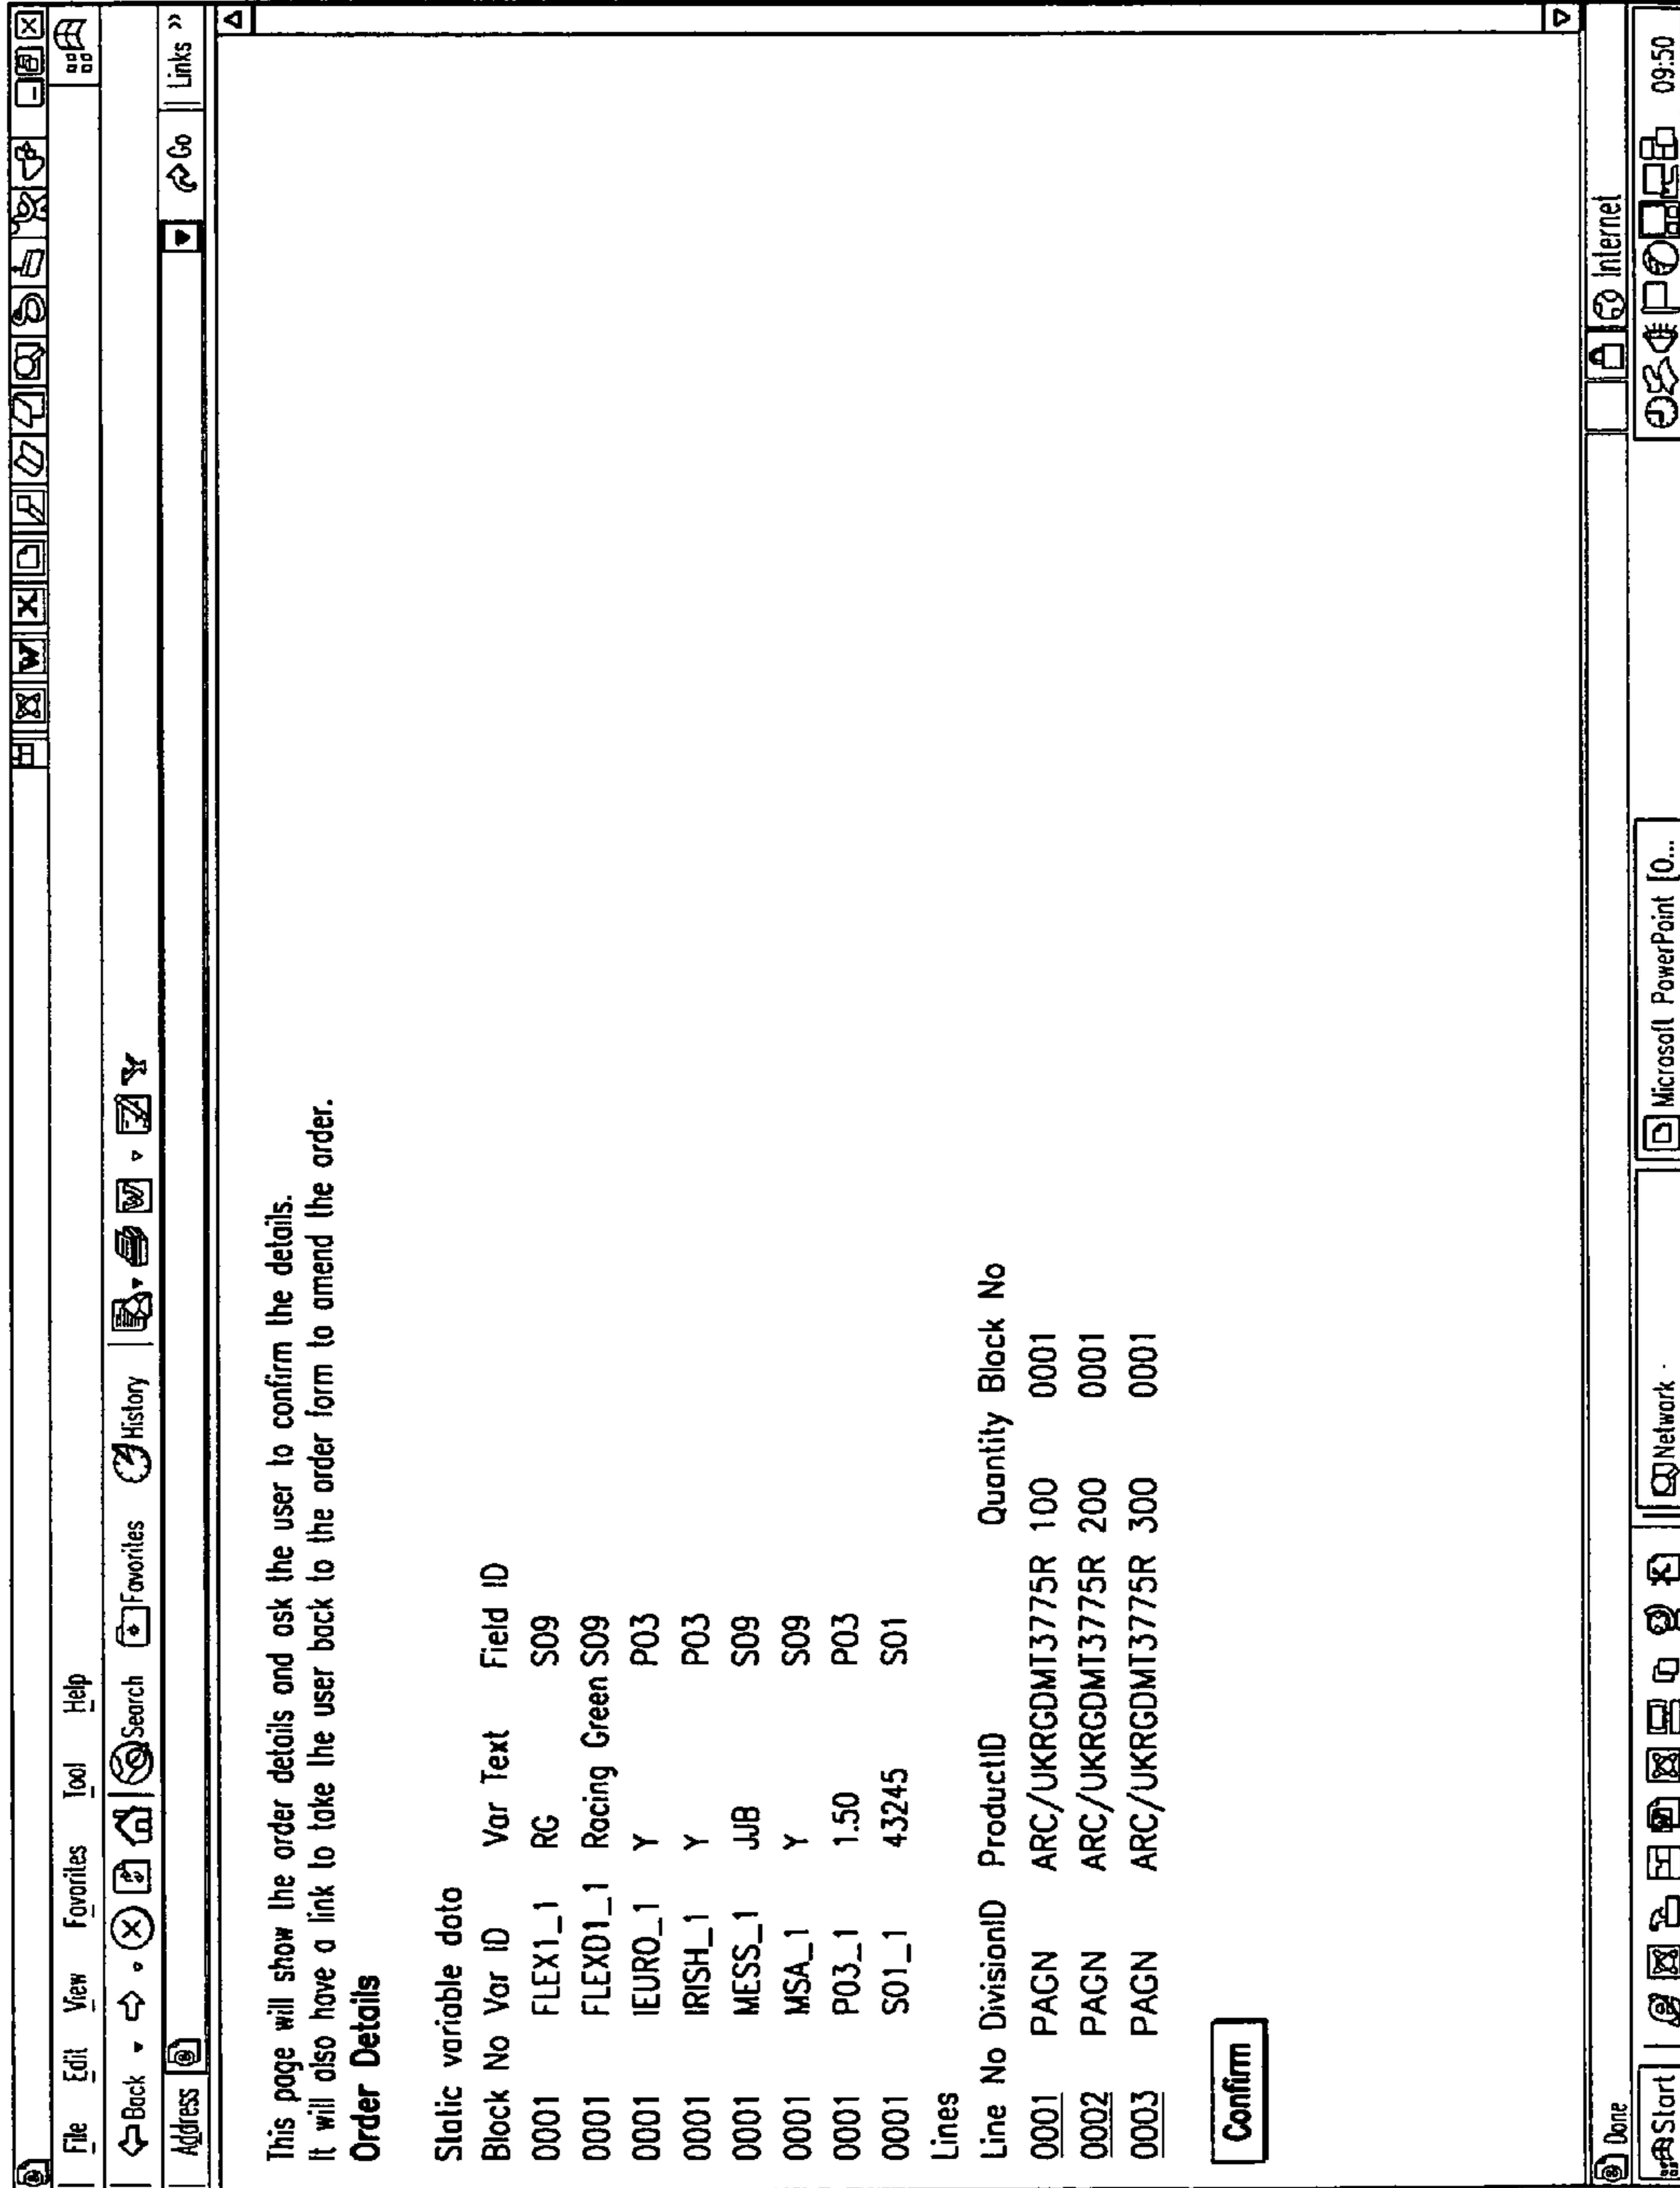 File Edit View Favorites Tool Help
Back Search Favorites History
Address Go Links »
This page will show the order details and ask the user to confirm the details.
It will also have a link to take the user back to the order form to amend the order.
Order Details
Static variable data
Block No Var ID Var Text Field ID
0001 FLEX1_1 RG S09
0001 FLEXD1_1 Racing Green S09
0001 IEURO_1 Y P03
0001 IRISH_1 Y P03
0001 MESS_1 JJB S09
0001 MSA_1 Y S09
0001 P03_1 1.50 P03
0001 S01_1 43245 S01
Lines
Line No DivisionID ProductID Quantity Block No
0001 PAGN ARC/UKRGDMT3775R 100 0001
0002 PAGN ARC/UKRGDMT3775R 200 0001
0003 PAGN ARC/UKRGDMT3775R 300 0001
Confirm
Done Internet
Start Network Microsoft PowerPoint [O... 09:50